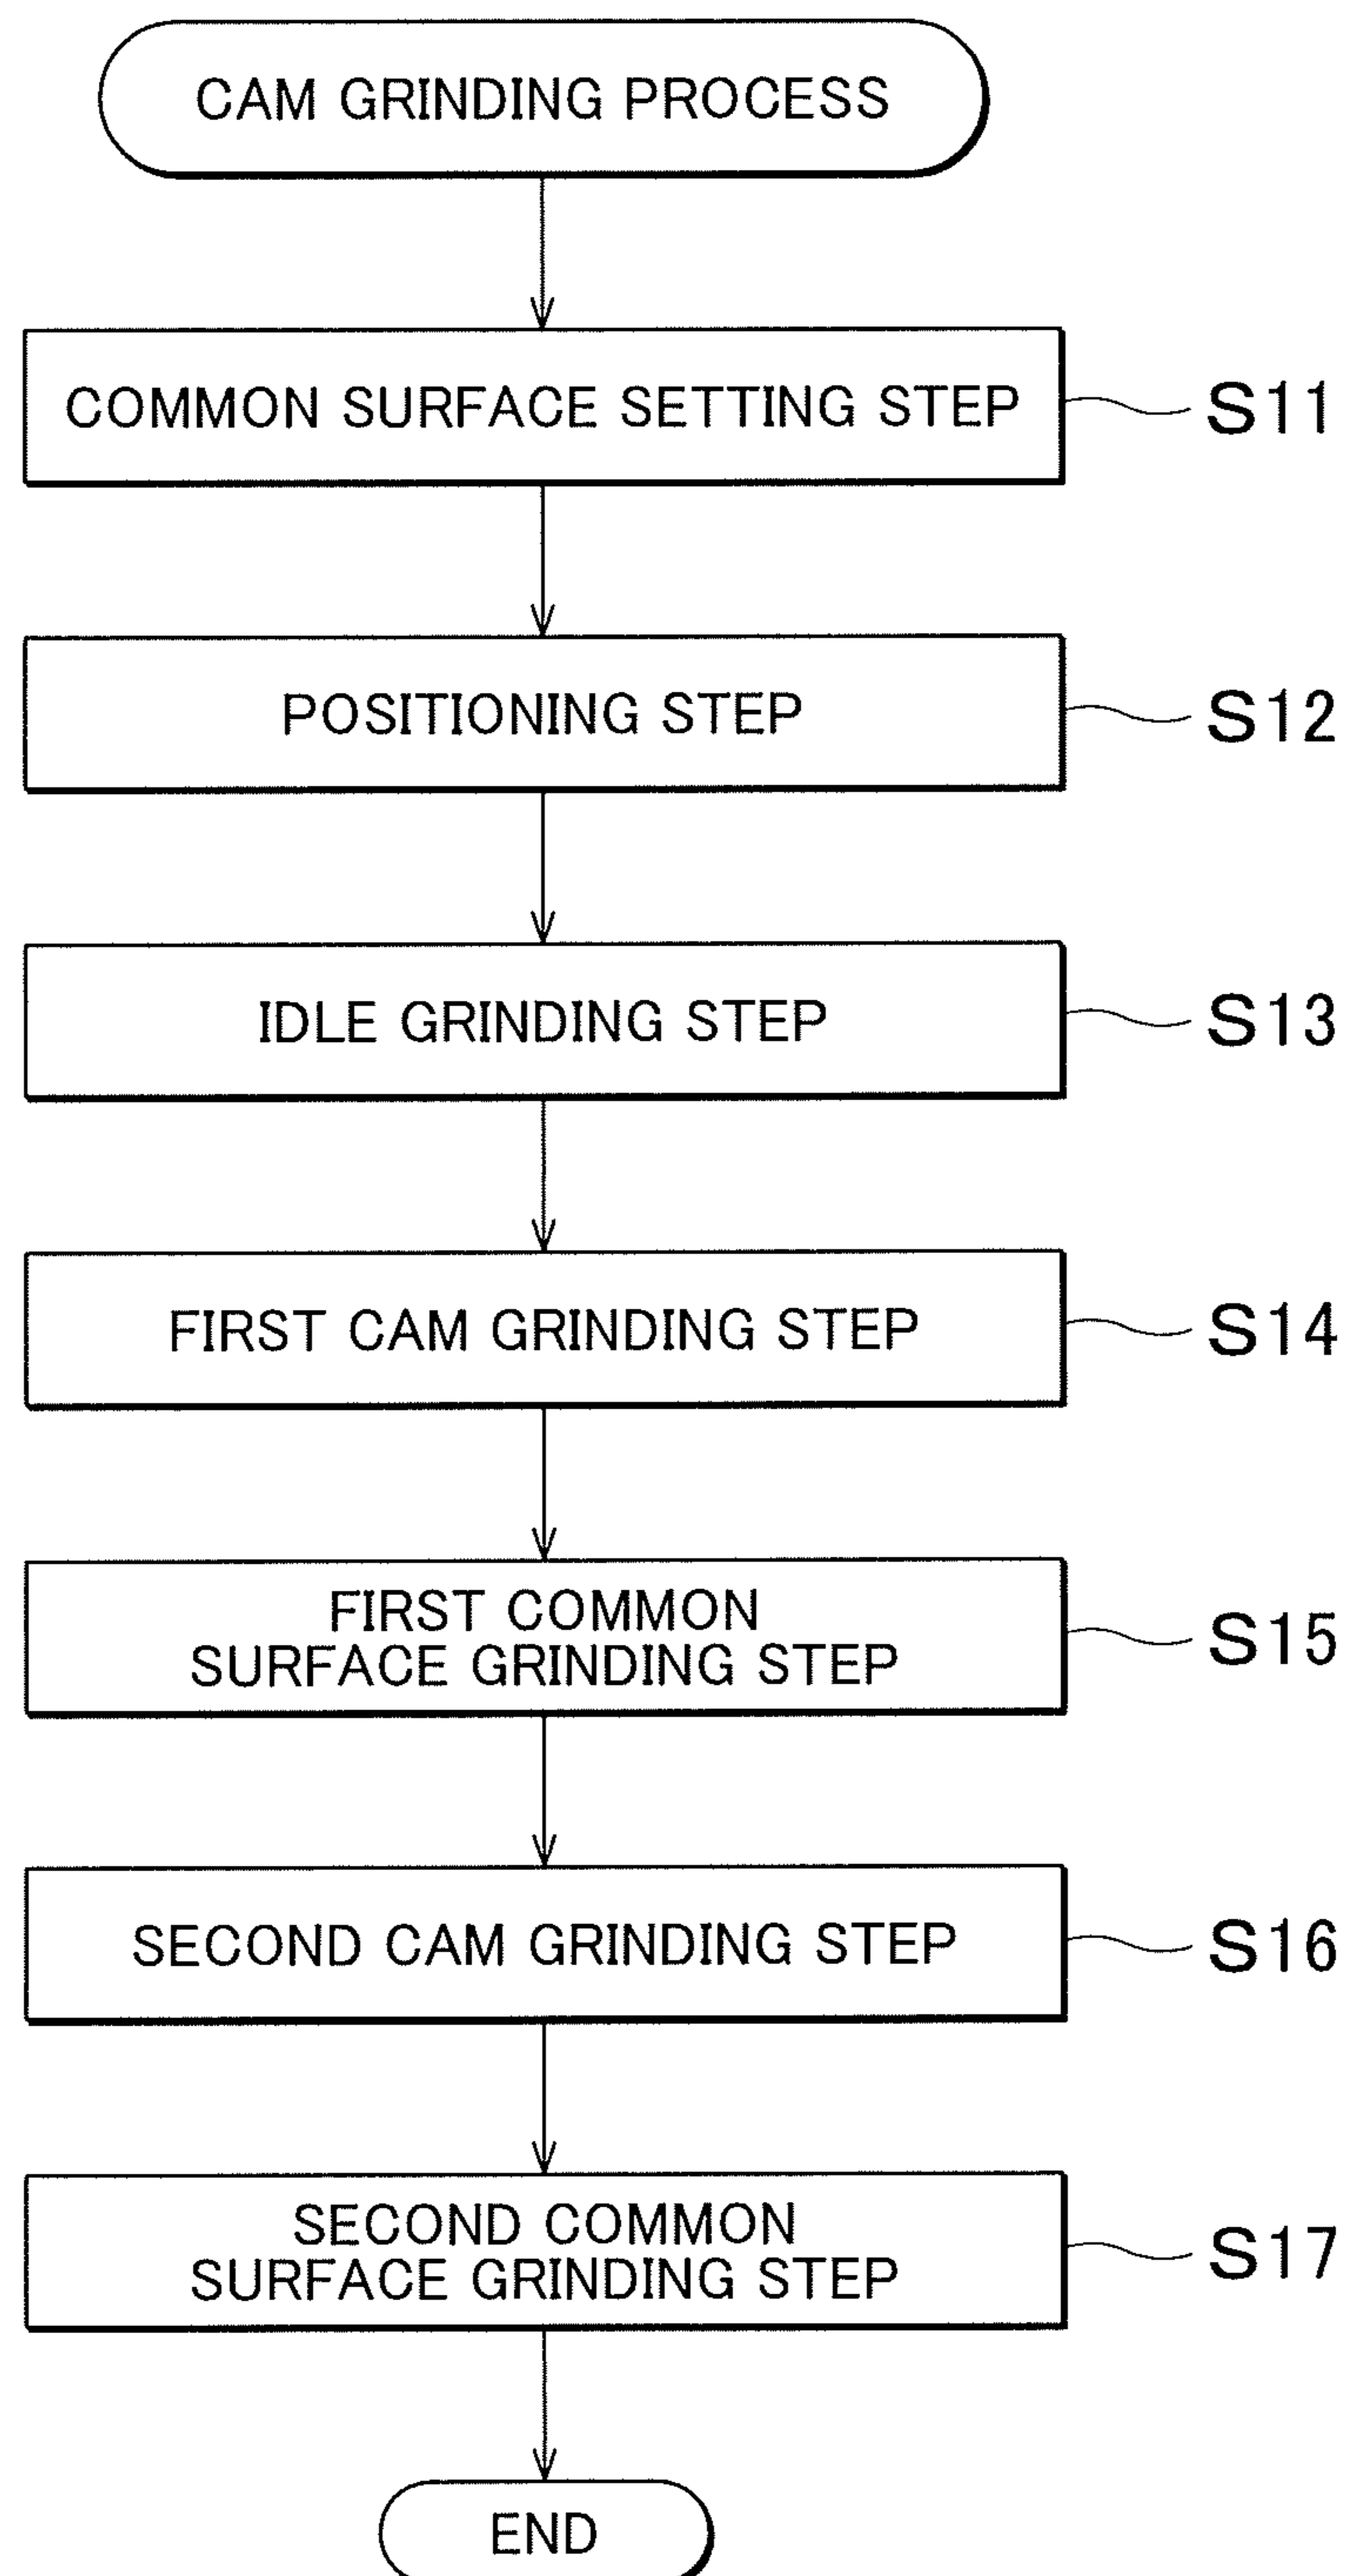 CAM GRINDING PROCESS
COMMON SURFACE SETTING STEP
S11
POSITIONING STEP
S12
IDLE GRINDING STEP
S13
FIRST CAM GRINDING STEP
S14
FIRST COMMON
SURFACE GRINDING STEP
S15
SECOND CAM GRINDING STEP
S16
SECOND COMMON
SURFACE GRINDING STEP
S17
END